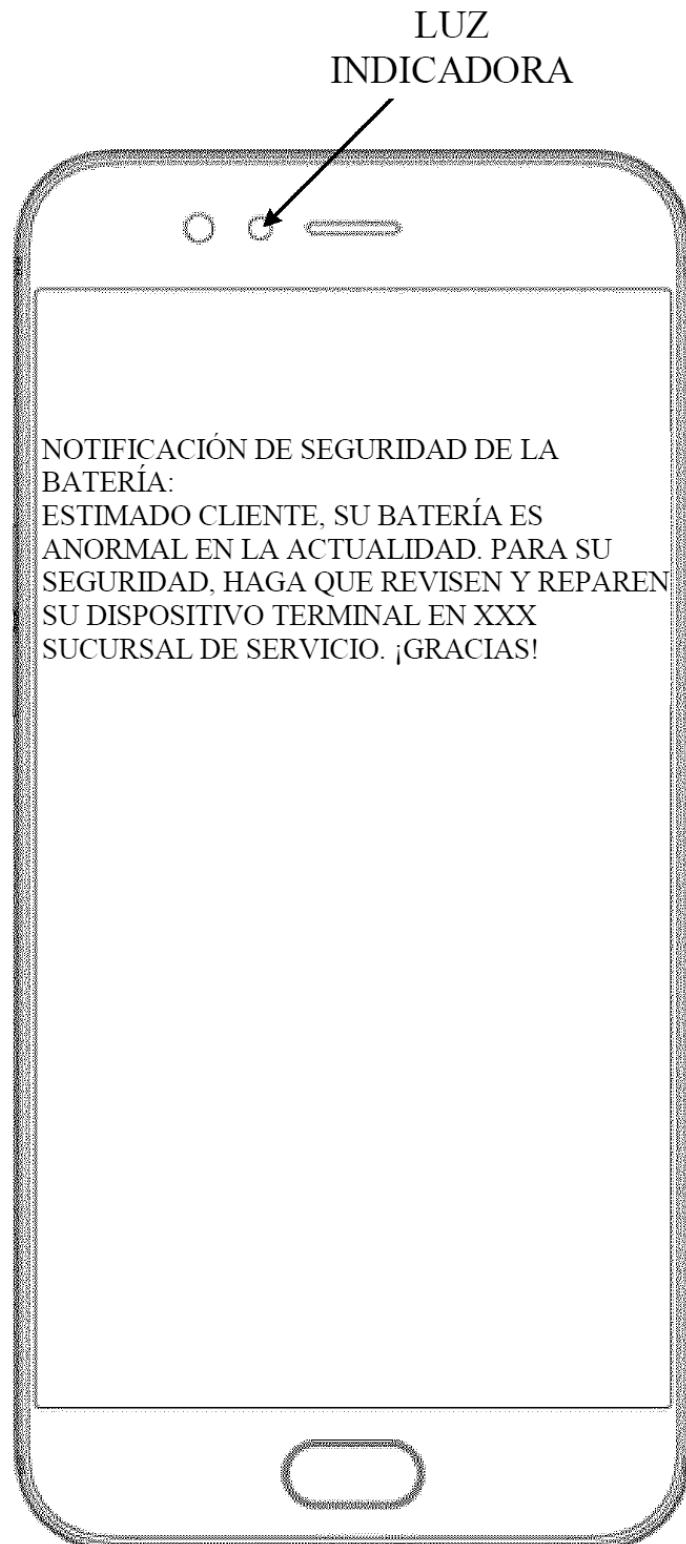 LUZ
INDICADORA
NOTIFICACIÓN DE SEGURIDAD DE LA
BATERÍA:
ESTIMADO CLIENTE, SU BATERÍA ES
ANORMAL EN LA ACTUALIDAD. PARA SU
SEGURIDAD, HAGA QUE REVISEN Y REPAREN
SU DISPOSITIVO TERMINAL EN XXX
SUCURSAL DE SERVICIO. ¡GRACIAS!